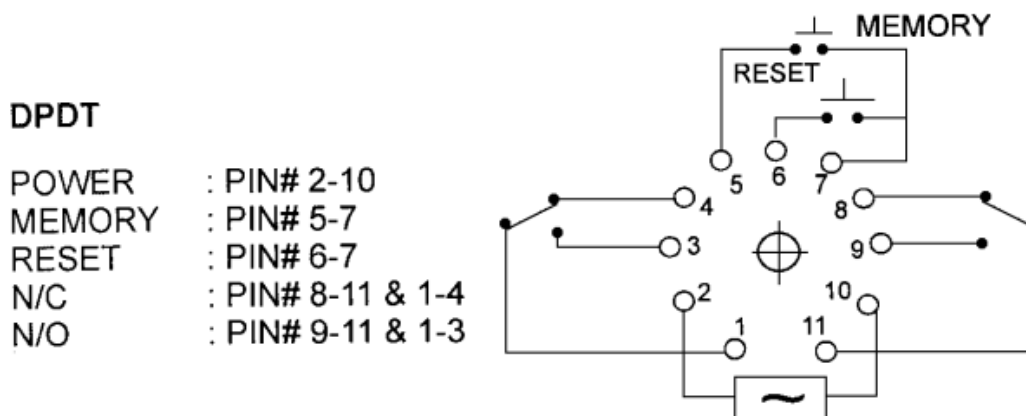 MEMORY
RESET
DPDT
POWER : PIN# 2-10
MEMORY : PIN# 5-7
RESET : PIN# 6-7
N/C : PIN# 8-11 & 1-4
N/O : PIN# 9-11 & 1-3
5
6
7
4
8
3
9
2
10
1
11
~